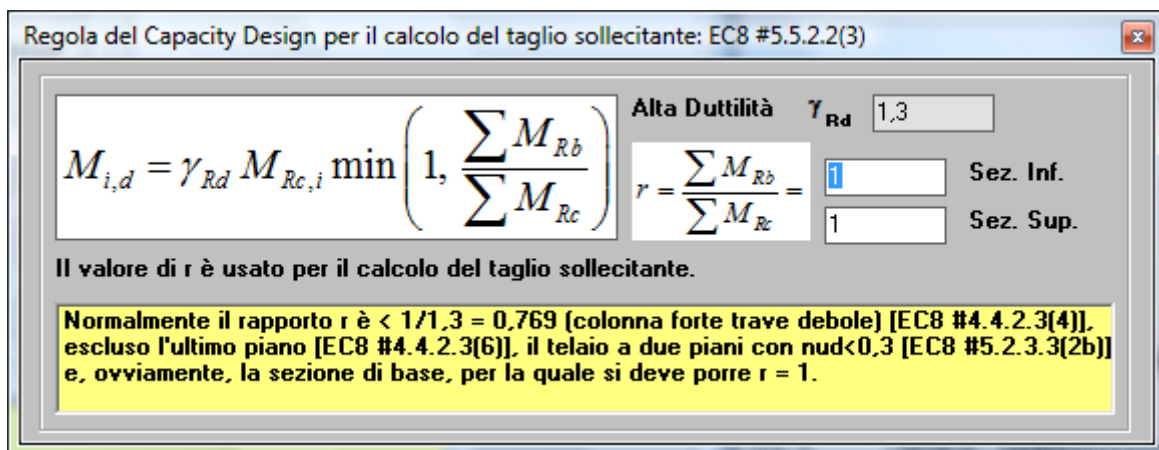 Regola del Capacity Design per il calcolo del taglio sollecitante: EC8 #5.5.2.2(3)
M_{i,d} = γ_{Rd} M_{Rc,i} min(1, ∑M_{Rb} / ∑M_{Rc})
Alta Duttilità γ_{Rd} 1,3
r = ∑M_{Rb} / ∑M_{Rc} =
1 Sez. Inf.
1 Sez. Sup.
Il valore di r è usato per il calcolo del taglio sollecitante.
Normalmente il rapporto r è < 1/1,3 = 0,769 (colonna forte trave debole) [EC8 #4.4.2.3(4)],
escluso l'ultimo piano [EC8 #4.4.2.3(6)], il telaio a due piani con nud<0,3 [EC8 #5.2.3.3(2b)]
e, ovviamente, la sezione di base, per la quale si deve porre r = 1.